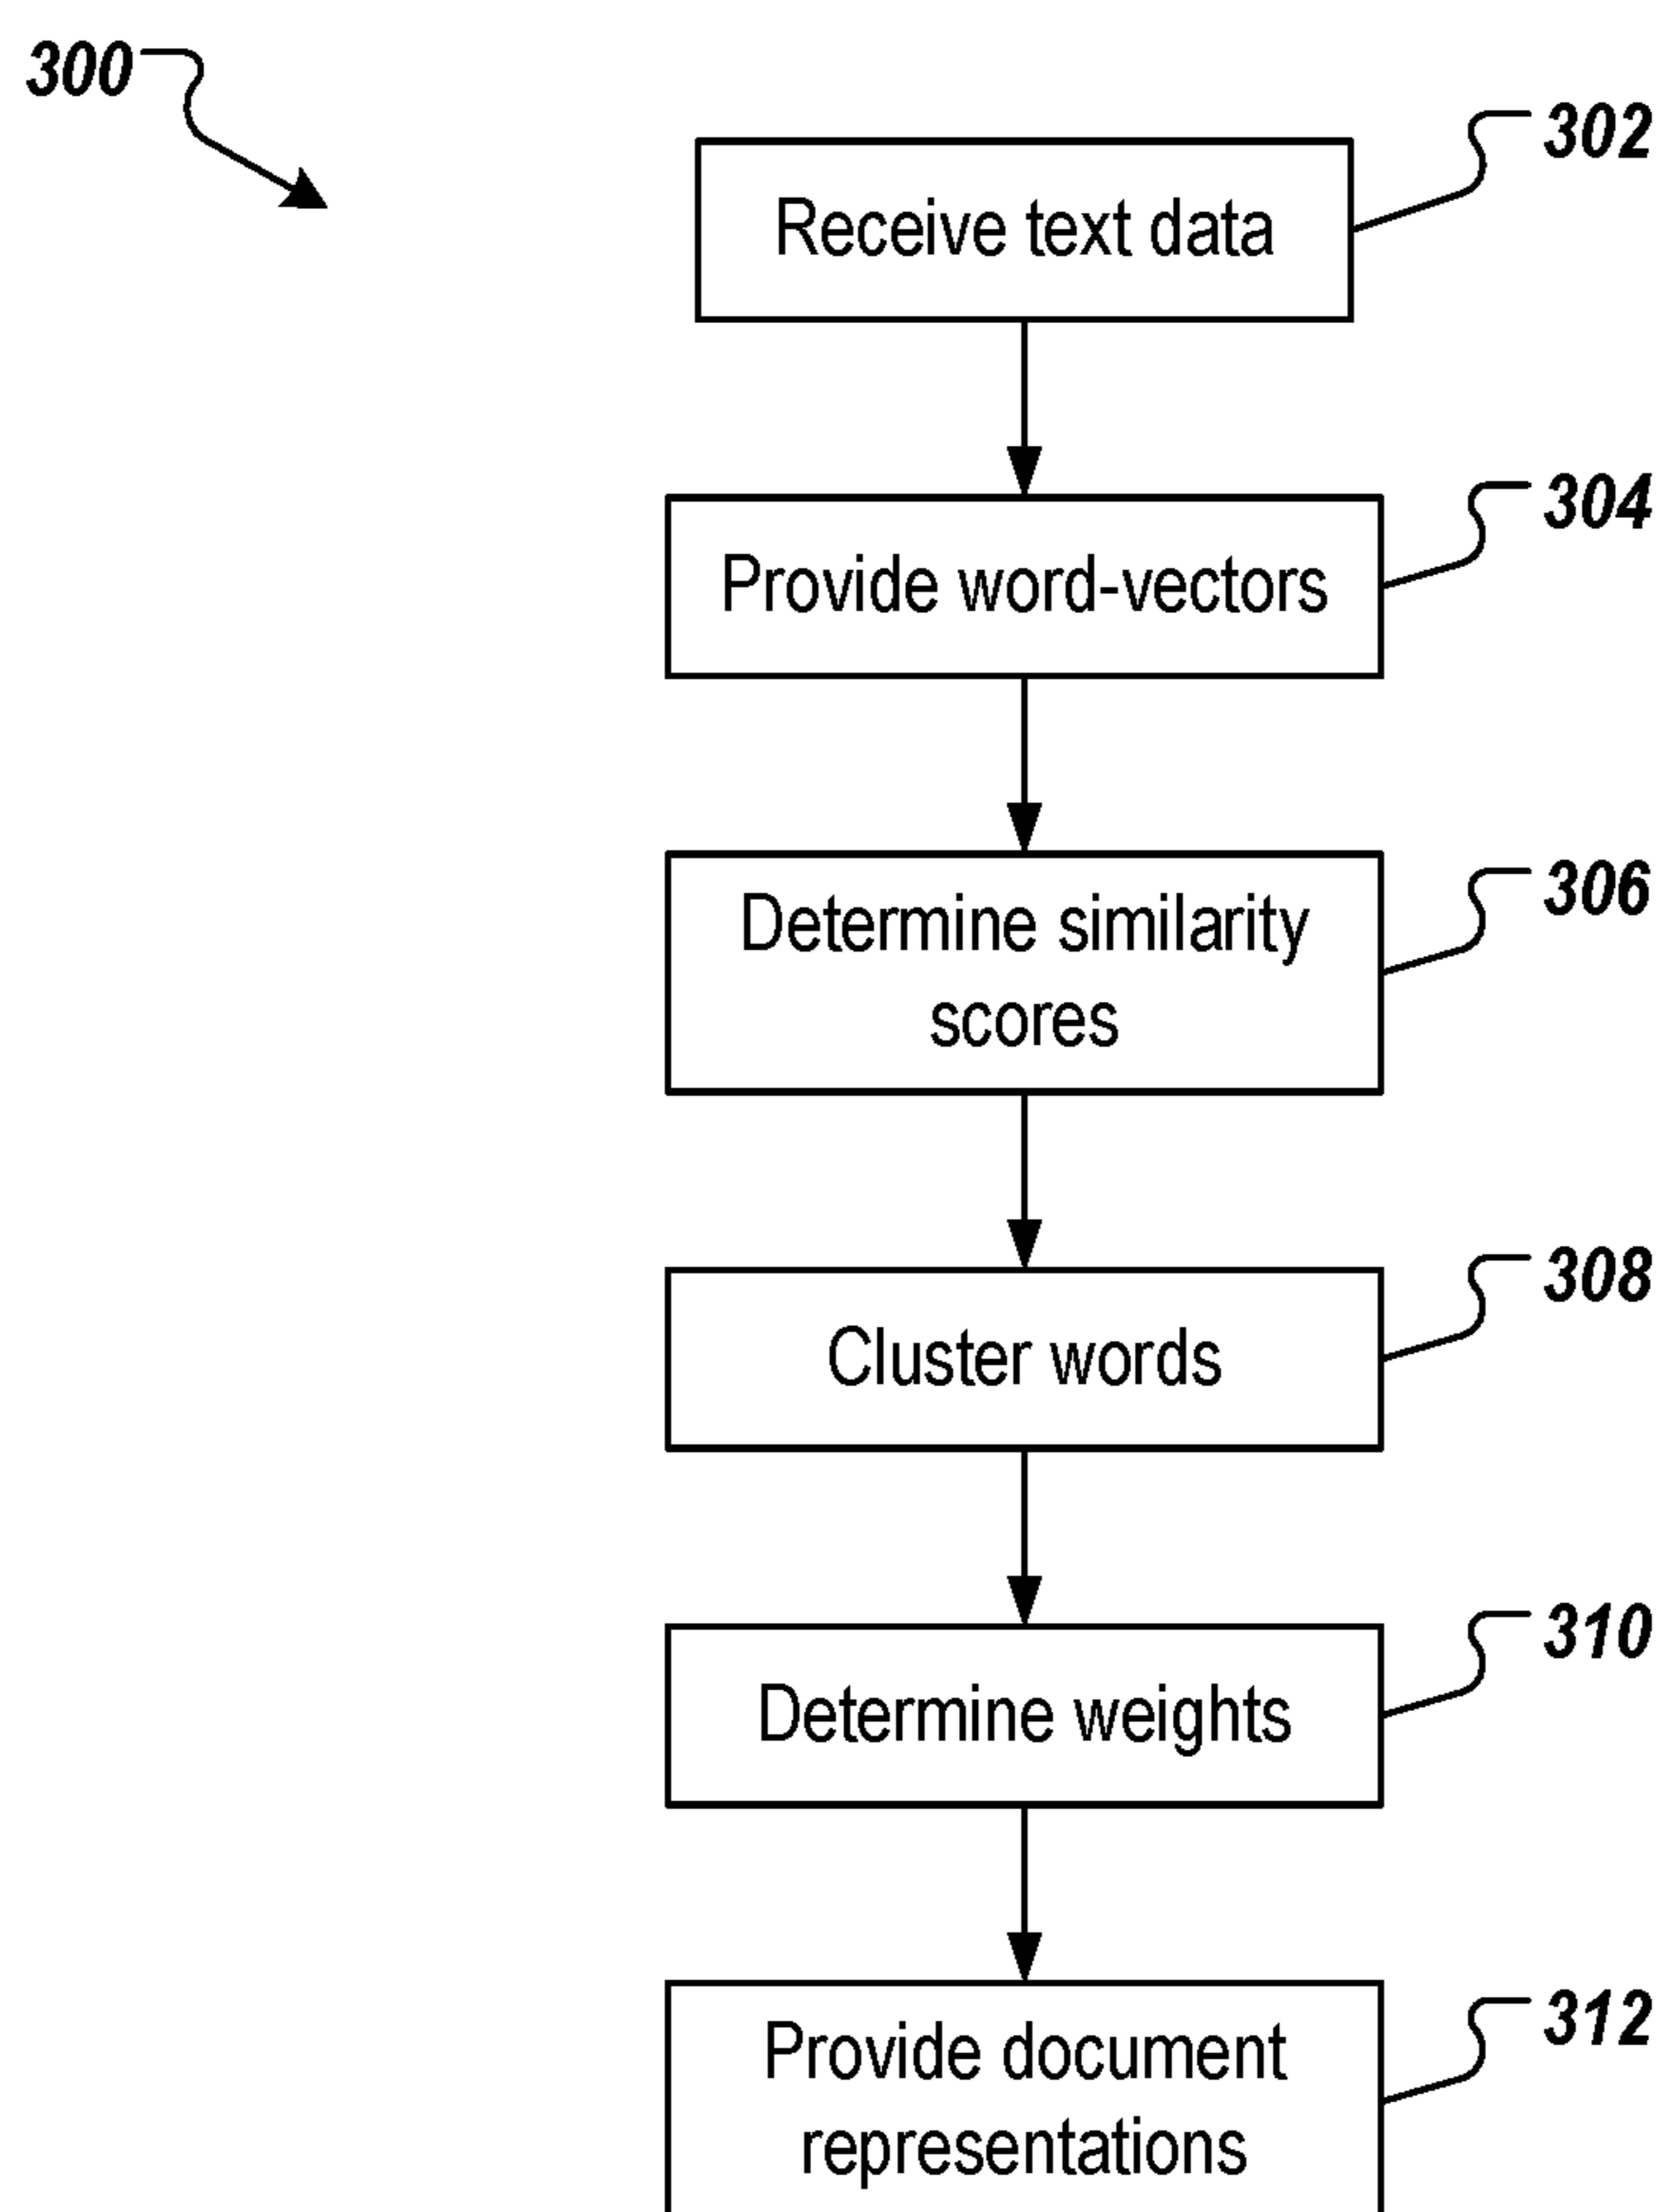 300
302
Receive text data
304
Provide word-vectors
306
Determine similarity
scores
308
Cluster words
310
Determine weights
312
Provide document
representations